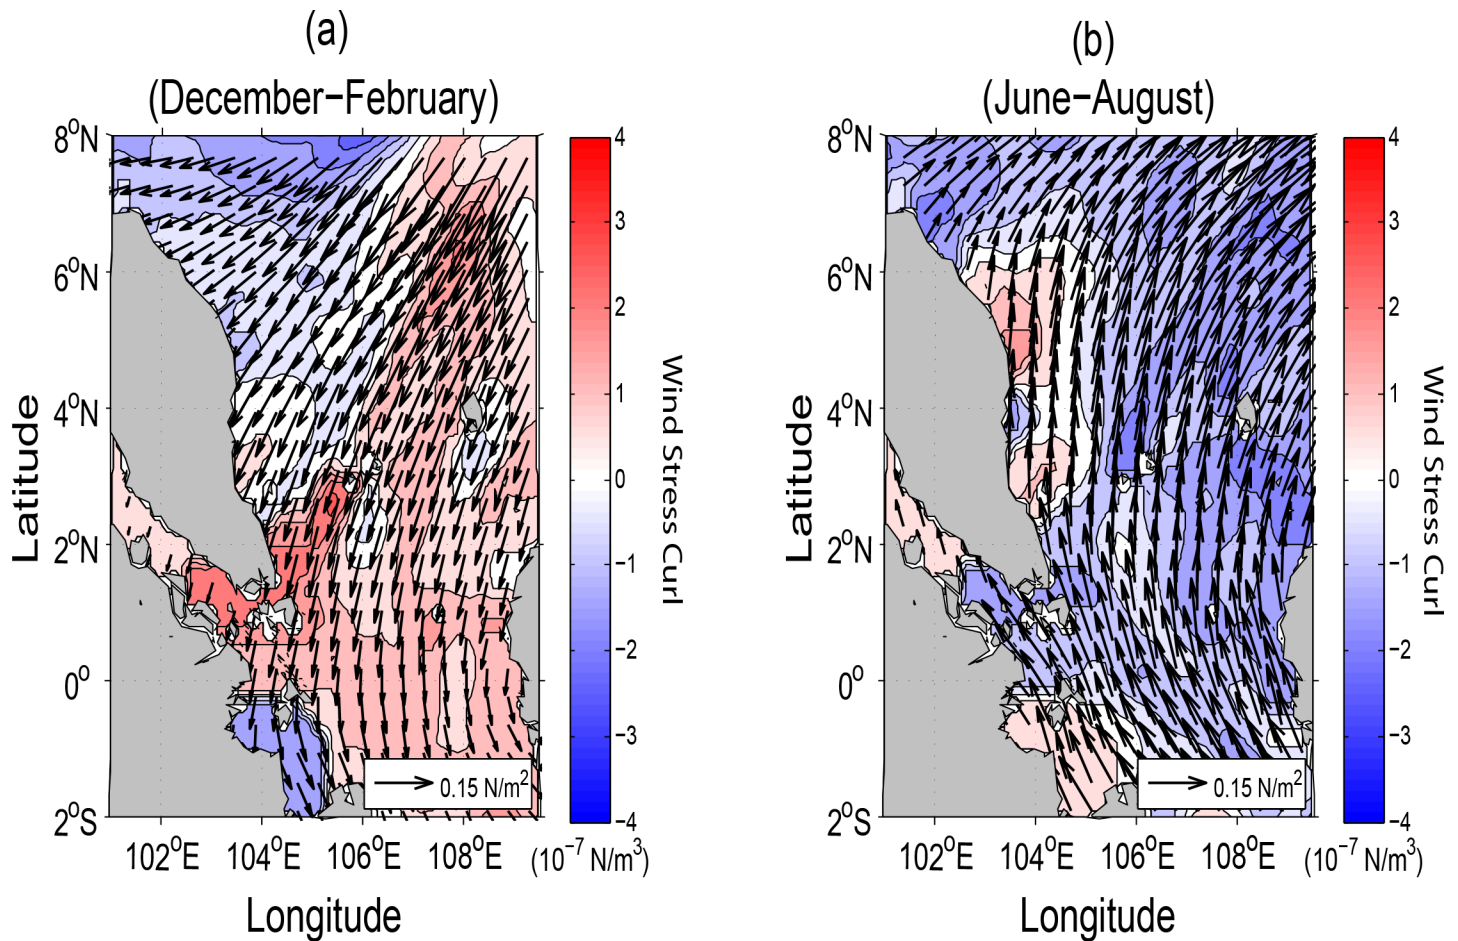 (a)
(December−February)
8°N
6°N
4°N
2°N
0°
2°S
Latitude
102°E 104°E 106°E 108°E
Longitude
0.15 N/m²
4
3
2
1
0
−1
−2
−3
−4
(10⁻⁷ N/m³)
Wind Stress Curl
(b)
(June−August)
8°N
6°N
4°N
2°N
0°
2°S
Latitude
102°E 104°E 106°E 108°E
Longitude
0.15 N/m²
4
3
2
1
0
−1
−2
−3
−4
(10⁻⁷ N/m³)
Wind Stress Curl